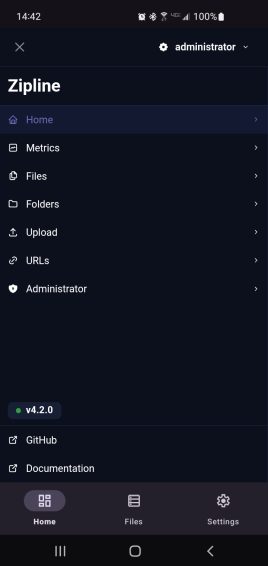 14:42
100%
administrator
Zipline
Home
Metrics
Files
Folders
Upload
URLs
Administrator
v4.2.0
GitHub
Documentation
Home Files Settings